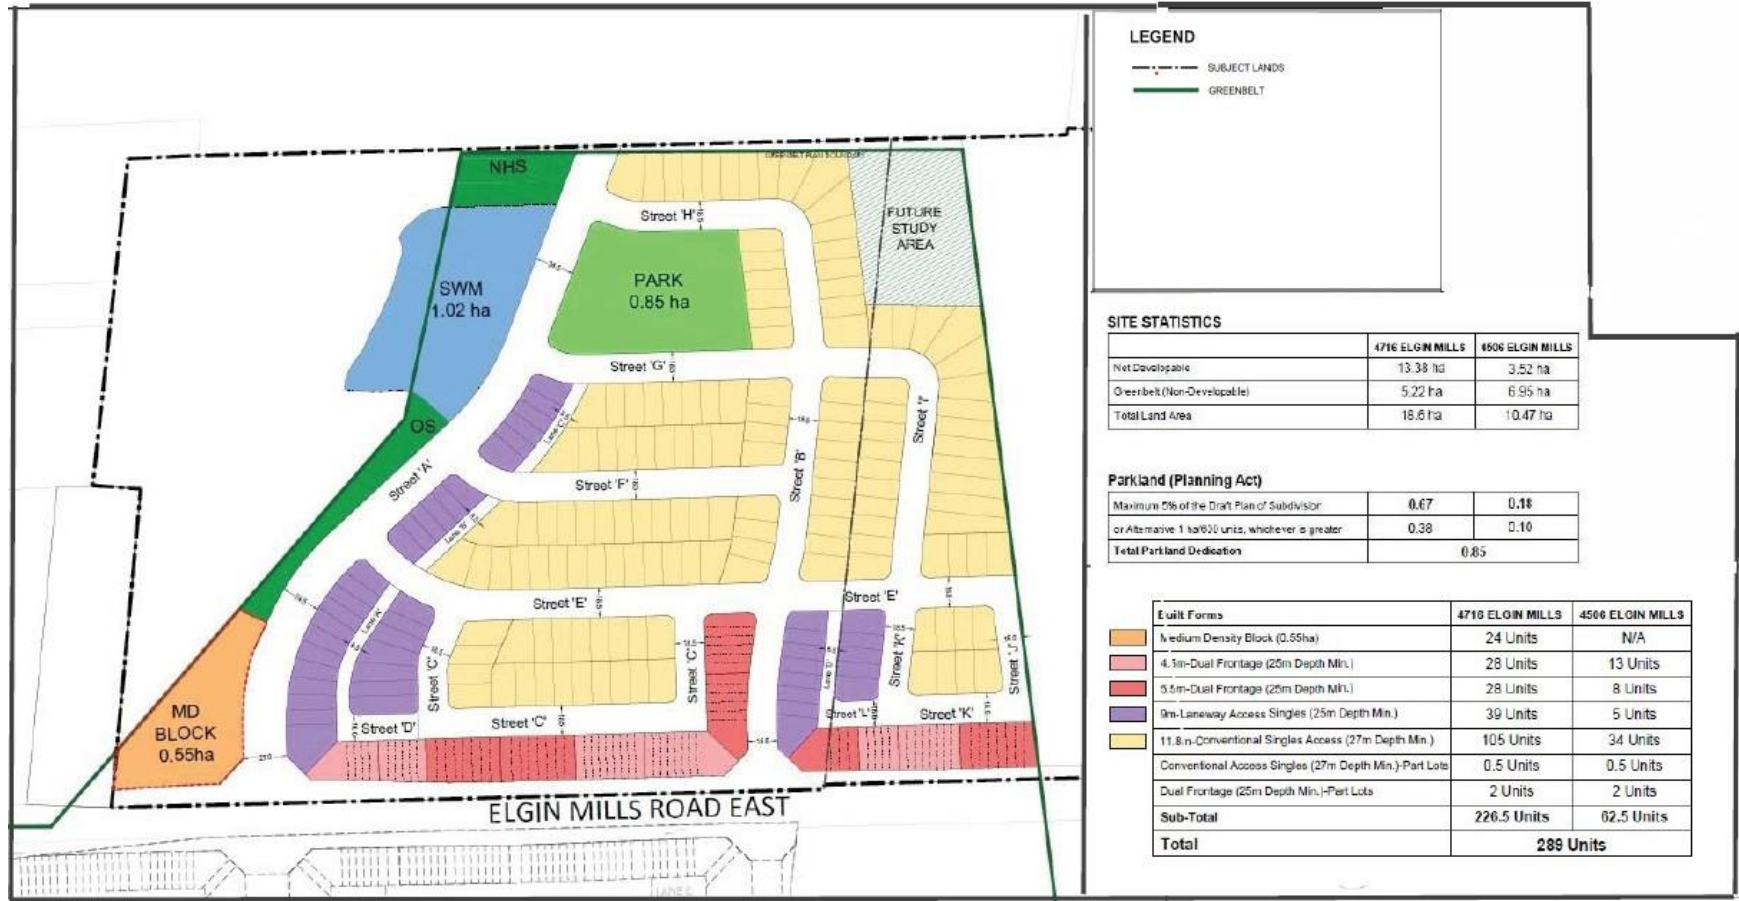 NHS
Street 'H'
18.5
FUTURE
STUDY
AREA
SWM
1.02 ha
PARK
0.85 ha
Street 'G'
OS
Lane 'C'
Street 'I'
Street 'A'
Street 'F'
Street 'B'
Lane 'B'
Street 'E'
18.5
Street 'E'
Lane 'A'
Street 'C'
Street 'C'
Street 'K'
Street 'J'
MD
BLOCK
0.55ha
Street 'D'
Street 'C'
Street 'L'
Street 'K'
ELGIN MILLS ROAD EAST
LEGEND
SUBJECT LANDS
GREENBELT
SITE STATISTICS
4716 ELGIN MILLS 4506 ELGIN MILLS
Net Developable 13.38 ha 3.52 ha
Greenbelt (Non-Developable) 5.22 ha 6.95 ha
Total Land Area 18.6 ha 10.47 ha
Parkland (Planning Act)
Maximum 5% of the Draft Plan of Subdivision 0.67 0.18
or Alternative 1 ha/600 units, whichever is greater 0.38 0.10
Total Parkland Dedication 0.85
Built Forms 4716 ELGIN MILLS 4506 ELGIN MILLS
Medium Density Block (0.55ha) 24 Units N/A
4.5m-Dual Frontage (25m Depth Min.) 28 Units 13 Units
5.5m-Dual Frontage (25m Depth Min.) 28 Units 8 Units
9m-Laneway Access Singles (25m Depth Min.) 39 Units 5 Units
11.6m-Conventional Singles Access (27m Depth Min.) 105 Units 34 Units
Conventional Access Singles (27m Depth Min.)-Part Lots 0.5 Units 0.5 Units
Dual Frontage (25m Depth Min.)-Part Lots 2 Units 2 Units
Sub-Total 226.5 Units 62.5 Units
Total 289 Units